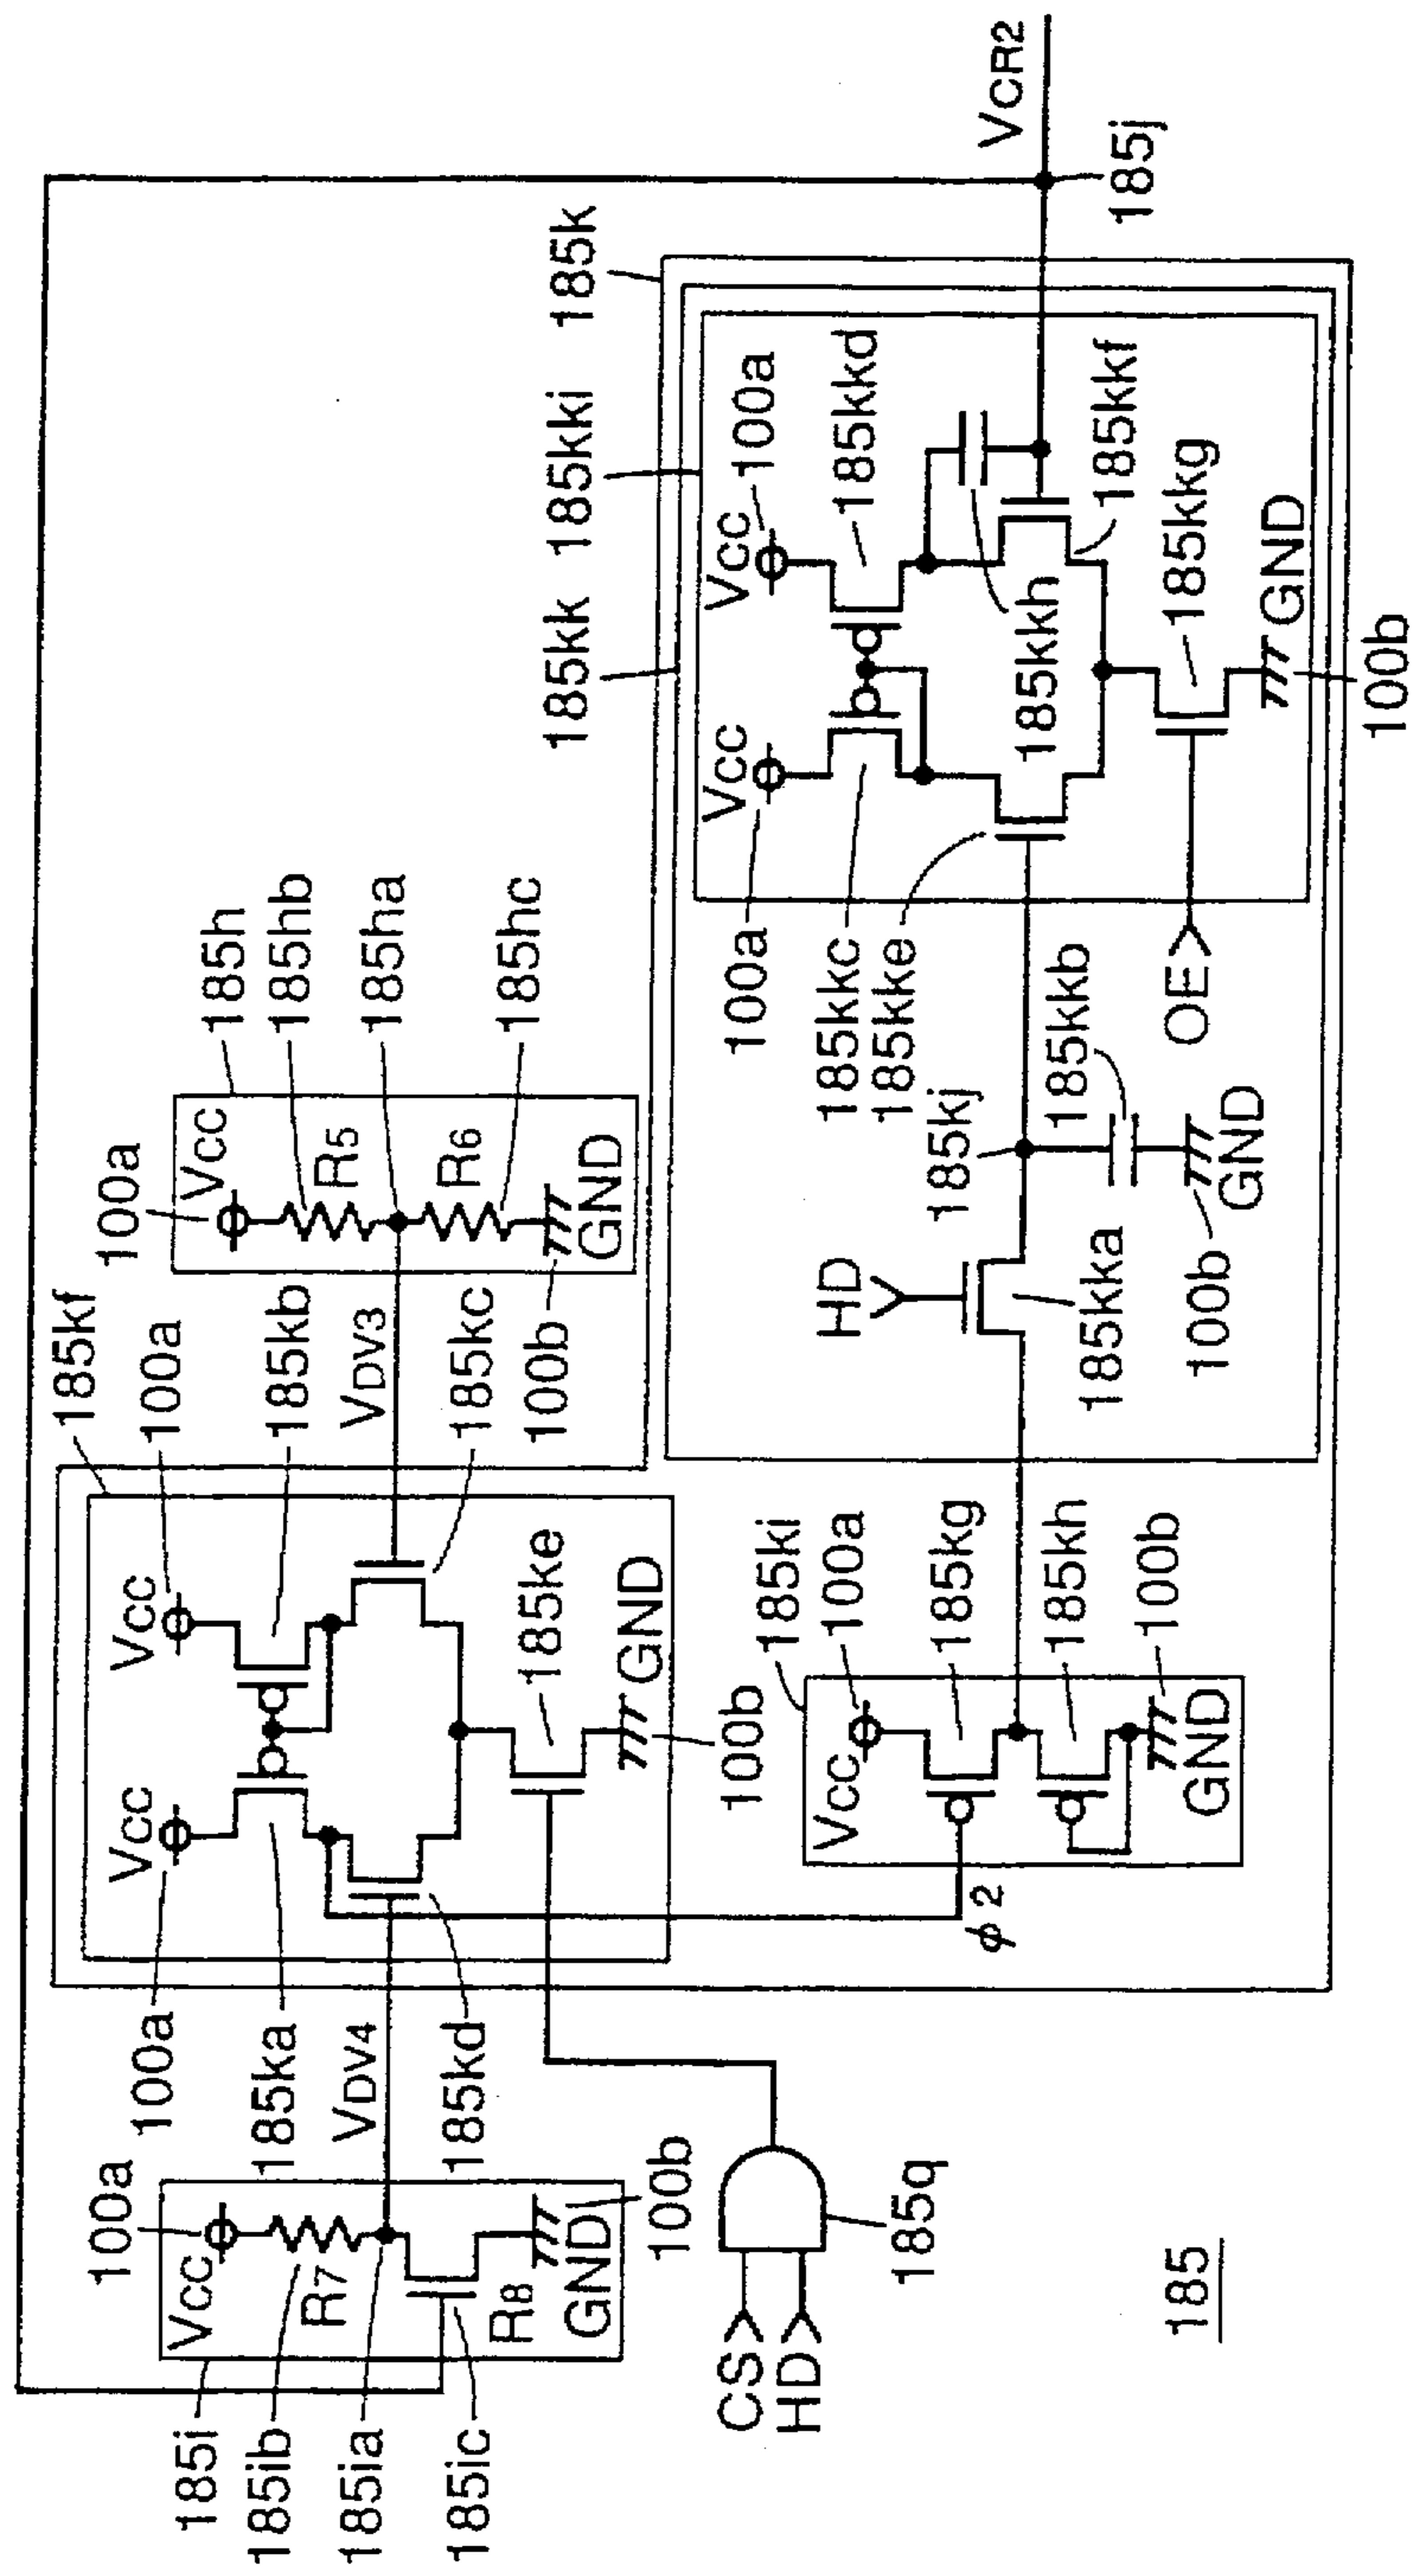 185i
185ib
185ia
185ic
100a
VCC
R7
R8
GND
100b
CS
HD
185q
VDV4
100a
185ka
185kd
VCC
VCC
185kf
100a
185kb
VDV3
185kc
185ke
GND
100b
100a
VCC
R5
R6
GND
100b
185h
185hb
185ha
185hc
φ2
185ki
100a
VCC
185kg
185kh
100b
GND
HD
185kka
185kj
185kkb
100b
GND
OE
100a
185kkc
185kke
VCC
VCC
100a
185kkd
185kkh
185kkf
185kkg
GND
100b
185kk
185kki
185k
VCR2
185j
185